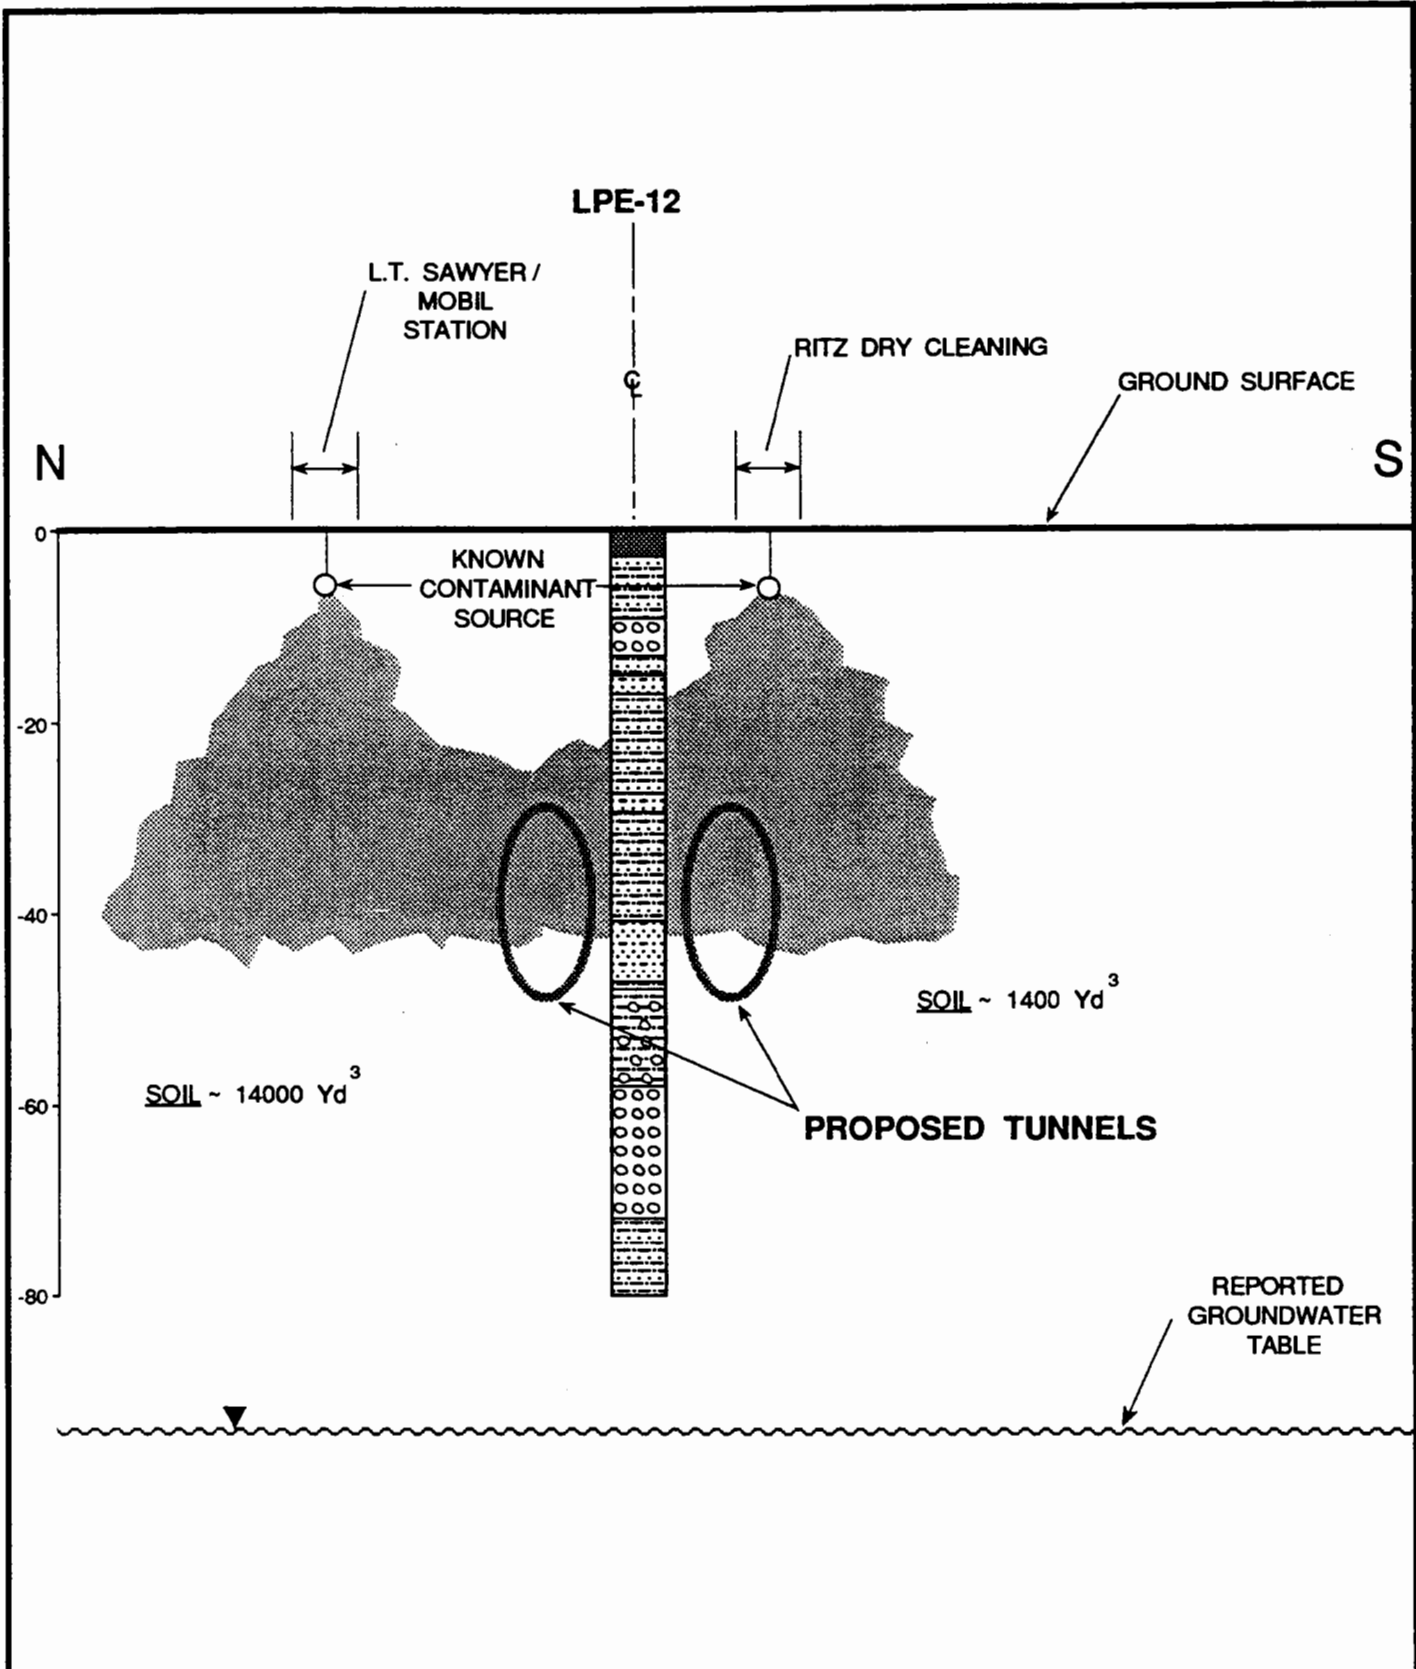 LPE-12
L.T. SAWYER /
MOBIL
STATION
RITZ DRY CLEANING
℄
GROUND SURFACE
N
S
0
KNOWN
CONTAMINANT
SOURCE
-20
-40
SOIL ~ 1400 Yd³
SOIL ~ 14000 Yd³
-60
PROPOSED TUNNELS
-80
REPORTED
GROUNDWATER
TABLE